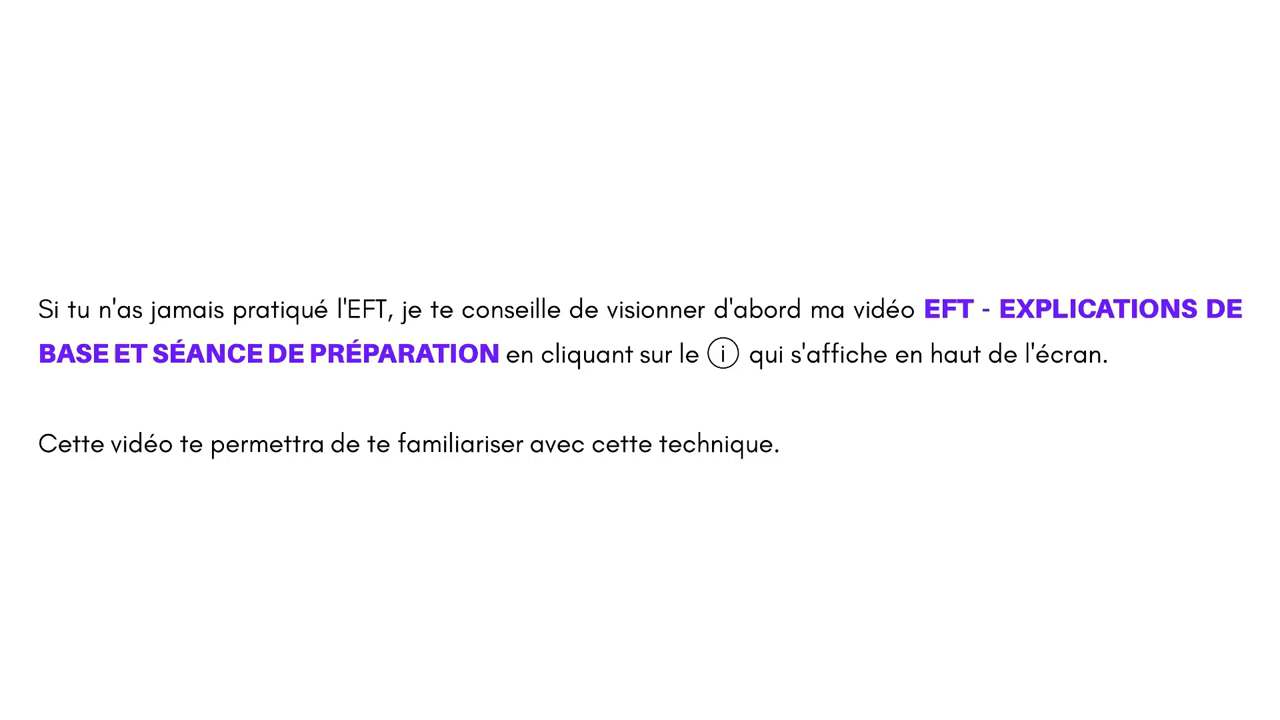 Si tu n'as jamais pratiqué l'EFT, je te conseille de visionner d'abord ma vidéo EFT - EXPLICATIONS DE
BASE ET SÉANCE DE PRÉPARATION en cliquant sur le ⓘ qui s'affiche en haut de l'écran.
Cette vidéo te permettra de te familiariser avec cette technique.